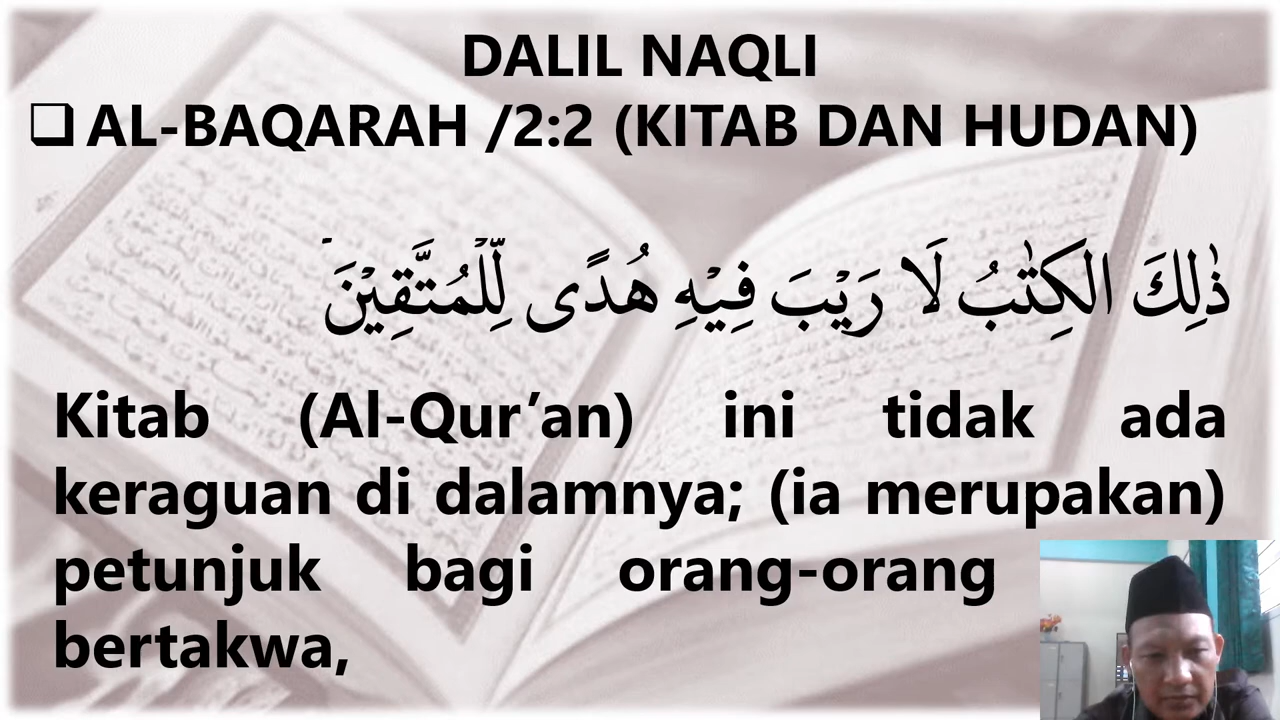 DALIL NAQLI
❑ AL-BAQARAH /2:2 (KITAB DAN HUDAN)
ذٰلِكَ الْكِتٰبُ لَا رَيْبَ فِيْهِ هُدًى لِّلْمُتَّقِيْنَۙ
Kitab (Al-Qur’an) ini tidak ada
keraguan di dalamnya; (ia merupakan)
petunjuk bagi orang-orang
bertakwa,